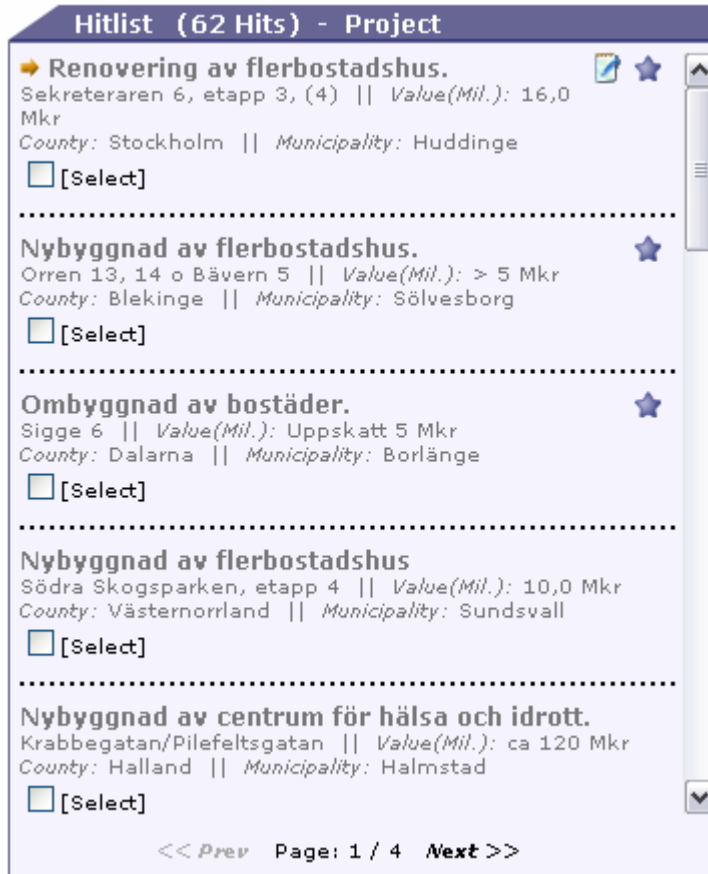 Hitlist (62 Hits) - Project
Renovering av flerbostadshus.
Sekreteraren 6, etapp 3, (4) || Value(Mil.): 16,0
Mkr
County: Stockholm || Municipality: Huddinge
[Select]
Nybyggnad av flerbostadshus.
Orren 13, 14 o Bävern 5 || Value(Mil.): > 5 Mkr
County: Blekinge || Municipality: Sölvesborg
[Select]
Ombyggnad av bostäder.
Sigge 6 || Value(Mil.): Uppskatt 5 Mkr
County: Dalarna || Municipality: Borlänge
[Select]
Nybyggnad av flerbostadshus
Södra Skogsparken, etapp 4 || Value(Mil.): 10,0 Mkr
County: Västernorrland || Municipality: Sundsvall
[Select]
Nybyggnad av centrum för hälsa och idrott.
Krabbegatan/Pilefeltsgatan || Value(Mil.): ca 120 Mkr
County: Halland || Municipality: Halmstad
[Select]
<< Prev Page: 1 / 4 Next >>